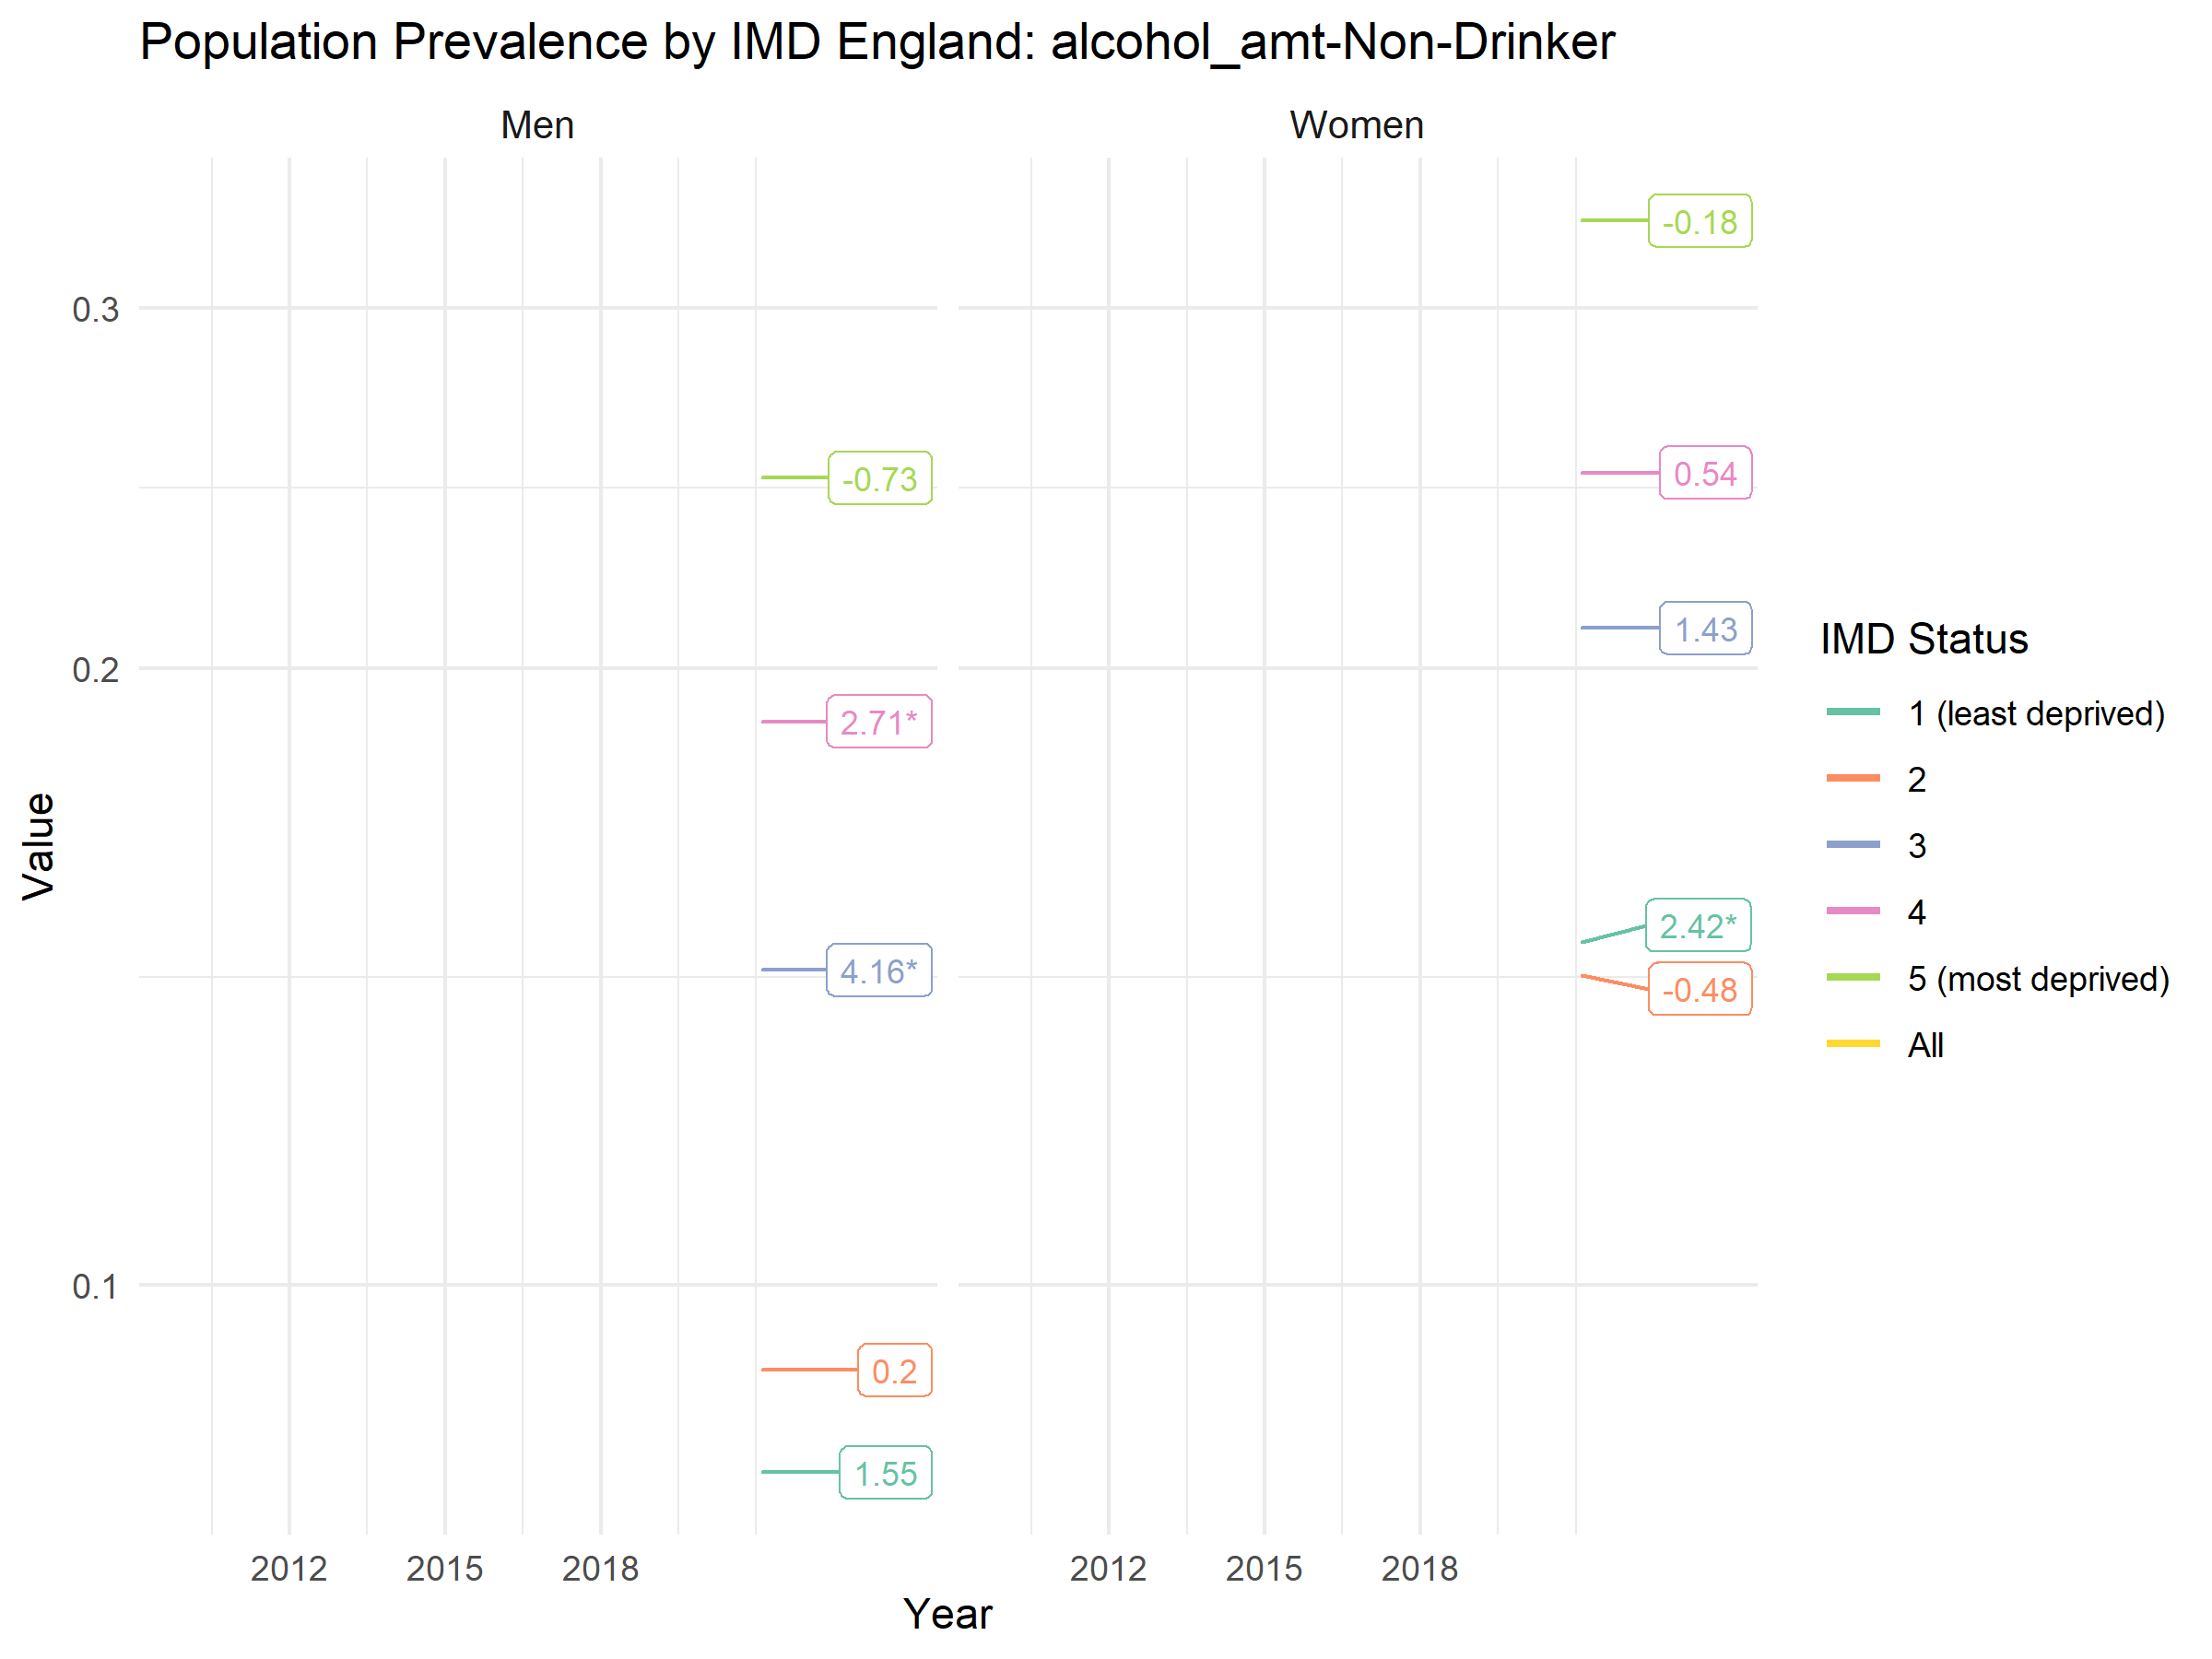 Population Prevalence by IMD England: alcohol_amt-Non-Drinker
Men
Women
0.3
0.2
0.1
Value
-0.73
2.71*
4.16*
0.2
1.55
-0.18
0.54
1.43
2.42*
-0.48
2012
2015
2018
2012
2015
2018
Year
IMD Status
1 (least deprived)
2
3
4
5 (most deprived)
All